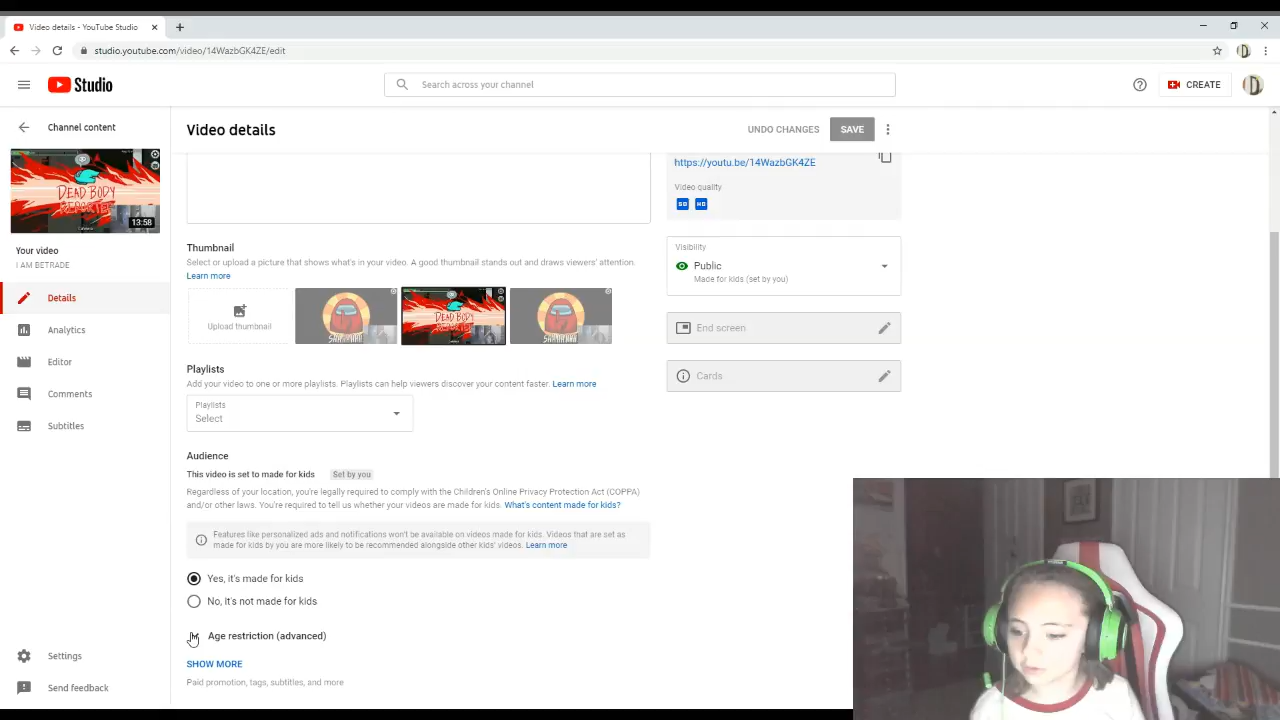 Video details - YouTube Studio
studio.youtube.com/video/14WazbGK4ZE/edit
Studio
Search across your channel
CREATE
Channel content
Video details
UNDO CHANGES
SAVE
DEAD BODY
REPORTED
13:58
Your video
I AM BETRADE
Details
Analytics
Editor
Comments
Subtitles
Settings
Send feedback
https://youtu.be/14WazbGK4ZE
Video quality
SD HD
Thumbnail
Select or upload a picture that shows what's in your video. A good thumbnail stands out and draws viewers' attention.
Learn more
Upload thumbnail
DEAD BODY
Playlists
Add your video to one or more playlists. Playlists can help viewers discover your content faster. Learn more
Playlists
Select
Audience
This video is set to made for kids Set by you
Regardless of your location, you're legally required to comply with the Children's Online Privacy Protection Act (COPPA)
and/or other laws. You're required to tell us whether your videos are made for kids. What's content made for kids?
Features like personalized ads and notifications won't be available on videos made for kids. Videos that are set as
made for kids by you are more likely to be recommended alongside other kids' videos. Learn more
Yes, it's made for kids
No, it's not made for kids
Age restriction (advanced)
SHOW MORE
Paid promotion, tags, subtitles, and more
Visibility
Public
Made for kids (set by you)
End screen
Cards